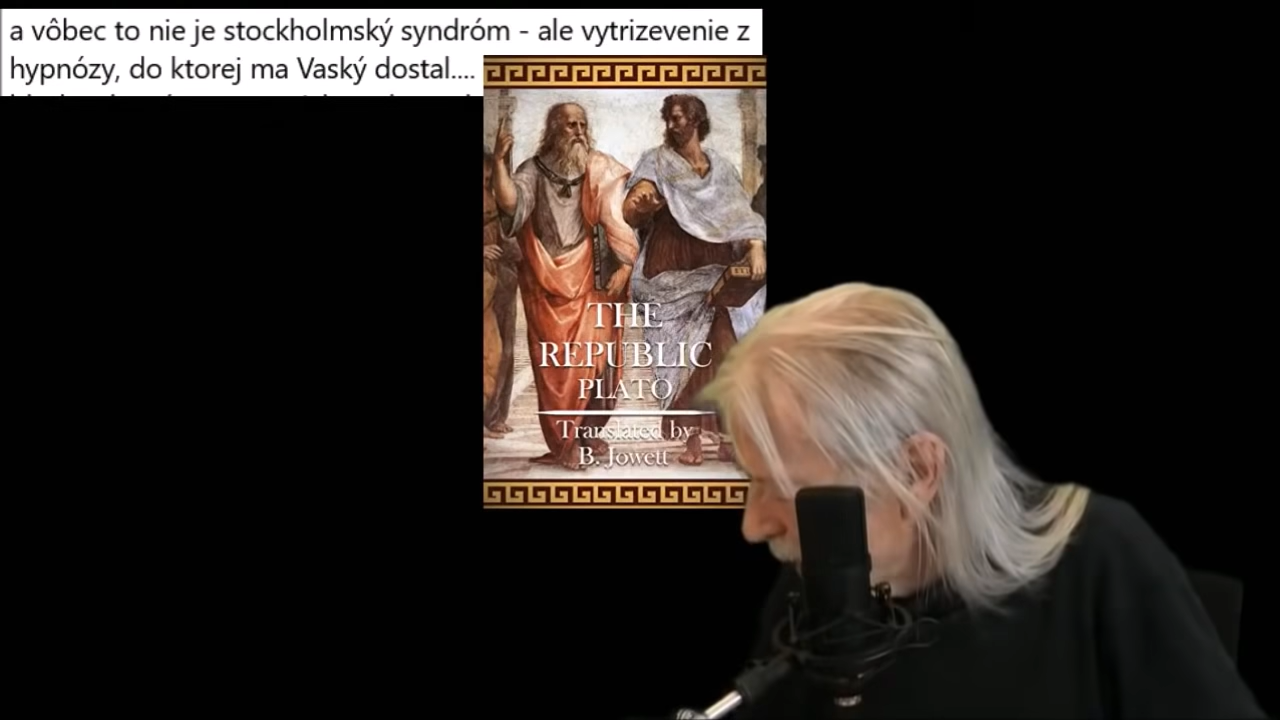 a vôbec to nie je stockholmský syndróm - ale vytrizevenie z
hypnózy, do ktorej ma Vaský dostal....
THE
REPUBLIC
PLATO
Translated by
B. Jowett